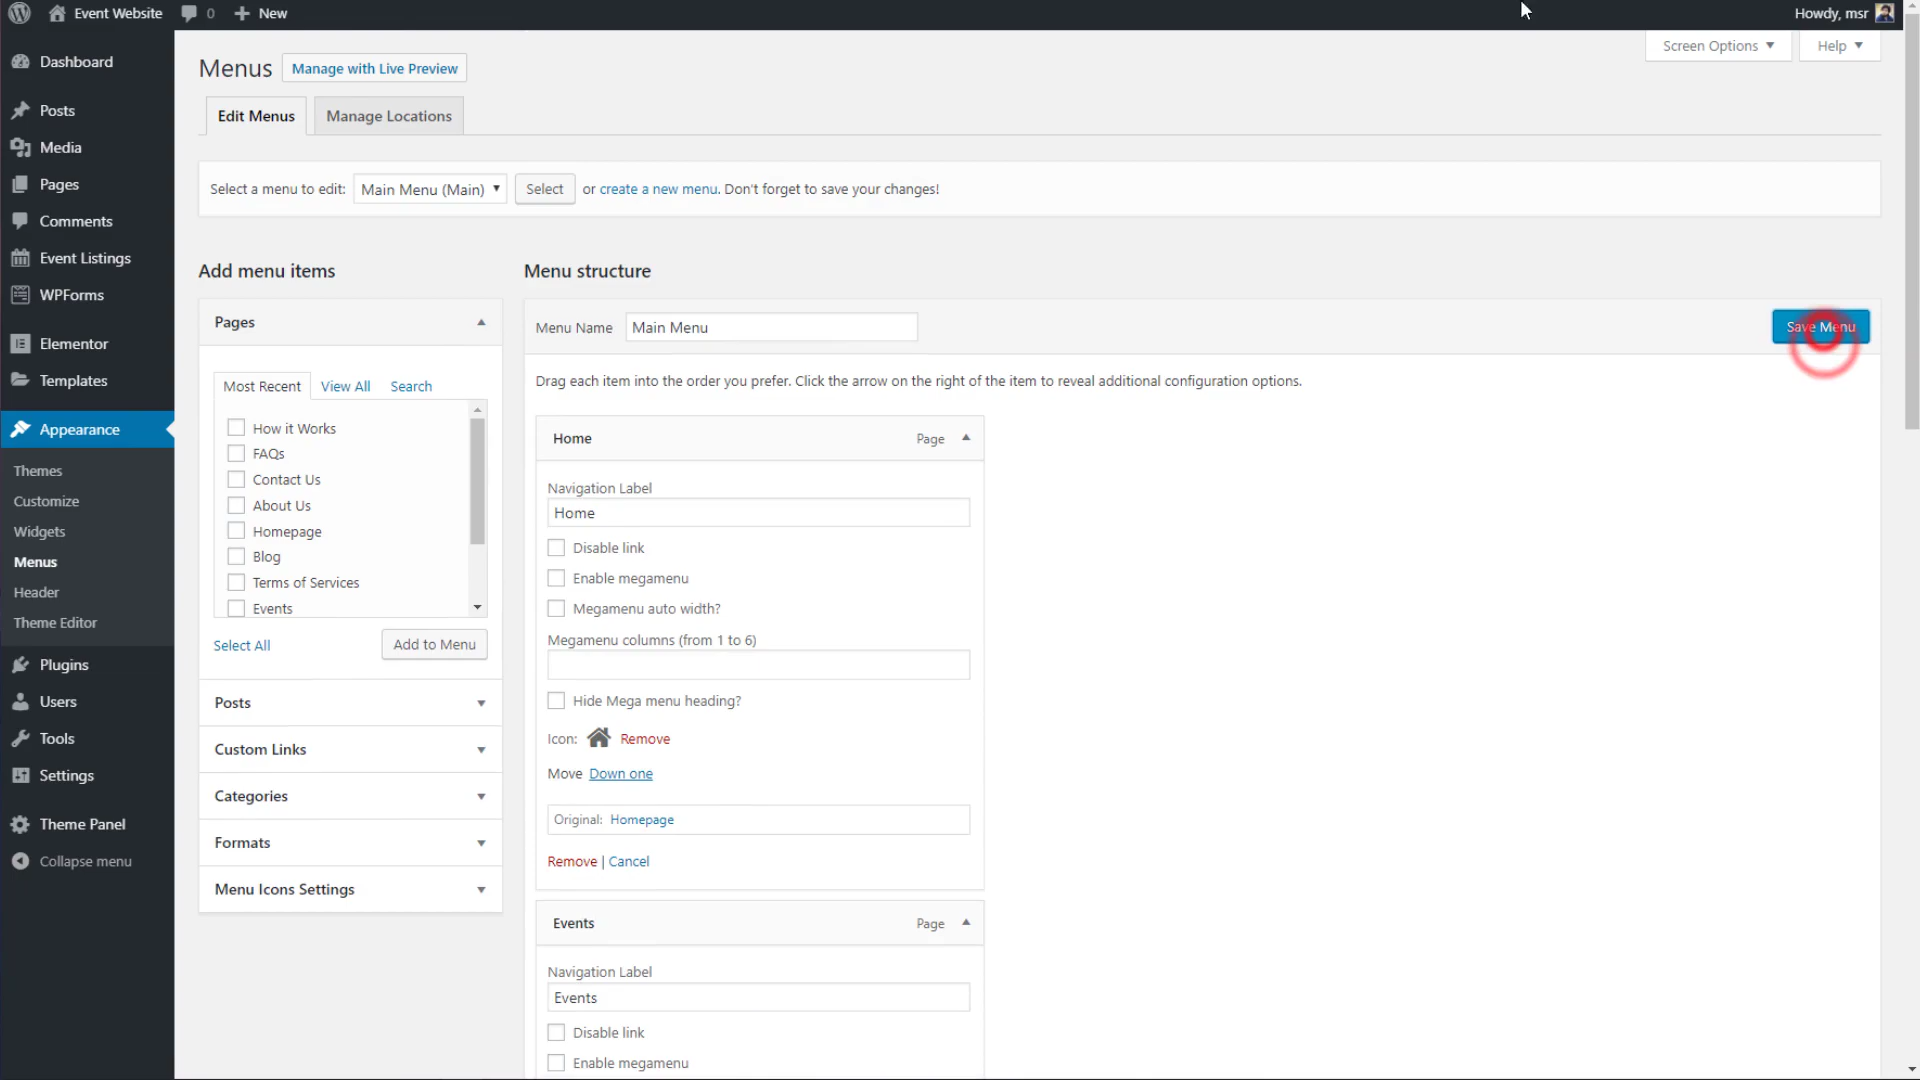 Event Website 0 New Howdy, msr
Screen Options Help
Menus Manage with Live Preview
Edit Menus Manage Locations
Select a menu to edit: Main Menu (Main) Select or create a new menu. Don't forget to save your changes!
Dashboard
Posts
Media
Pages
Comments
Event Listings
WPForms
Elementor
Templates
Appearance
Themes
Customize
Widgets
Menus
Header
Theme Editor
Plugins
Users
Tools
Settings
Theme Panel
Collapse menu
Add menu items
Pages
Most Recent View All Search
How it Works
FAQs
Contact Us
About Us
Homepage
Blog
Terms of Services
Events
Select All Add to Menu
Posts
Custom Links
Categories
Formats
Menu Icons Settings
Menu structure
Menu Name Main Menu Save Menu
Drag each item into the order you prefer. Click the arrow on the right of the item to reveal additional configuration options.
Home Page
Navigation Label
Home
Disable link
Enable megamenu
Megamenu auto width?
Megamenu columns (from 1 to 6)
Hide Mega menu heading?
Icon: Remove
Move Down one
Original: Homepage
Remove | Cancel
Events Page
Navigation Label
Events
Disable link
Enable megamenu